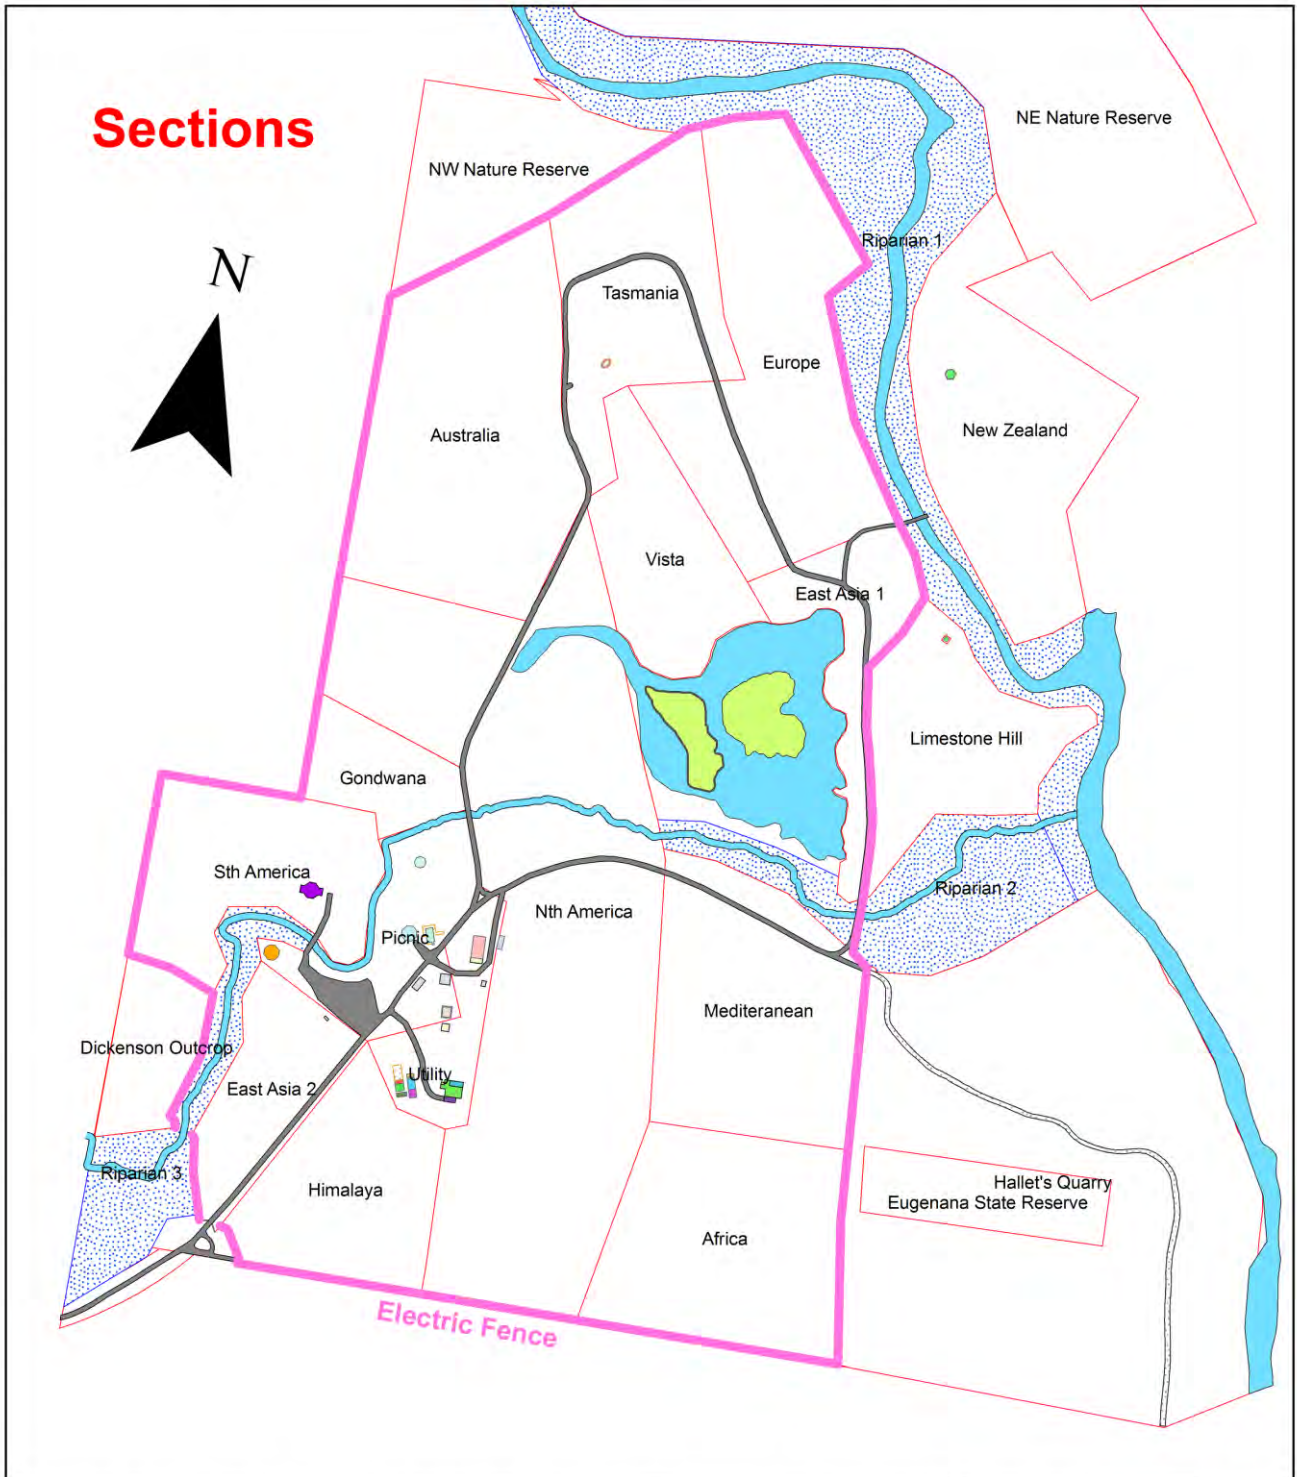 Sections
NE Nature Reserve
NW Nature Reserve
N
Riparian 1
Tasmania
Europe
Australia
New Zealand
Vista
East Asia 1
Limestone Hill
Gondwana
Sth America
Riparian 2
Nth America
Picnic
Mediteranean
Dickenson Outcrop
Utility
East Asia 2
Riparian 3
Himalaya
Hallet's Quarry
Eugenana State Reserve
Africa
Electric Fence